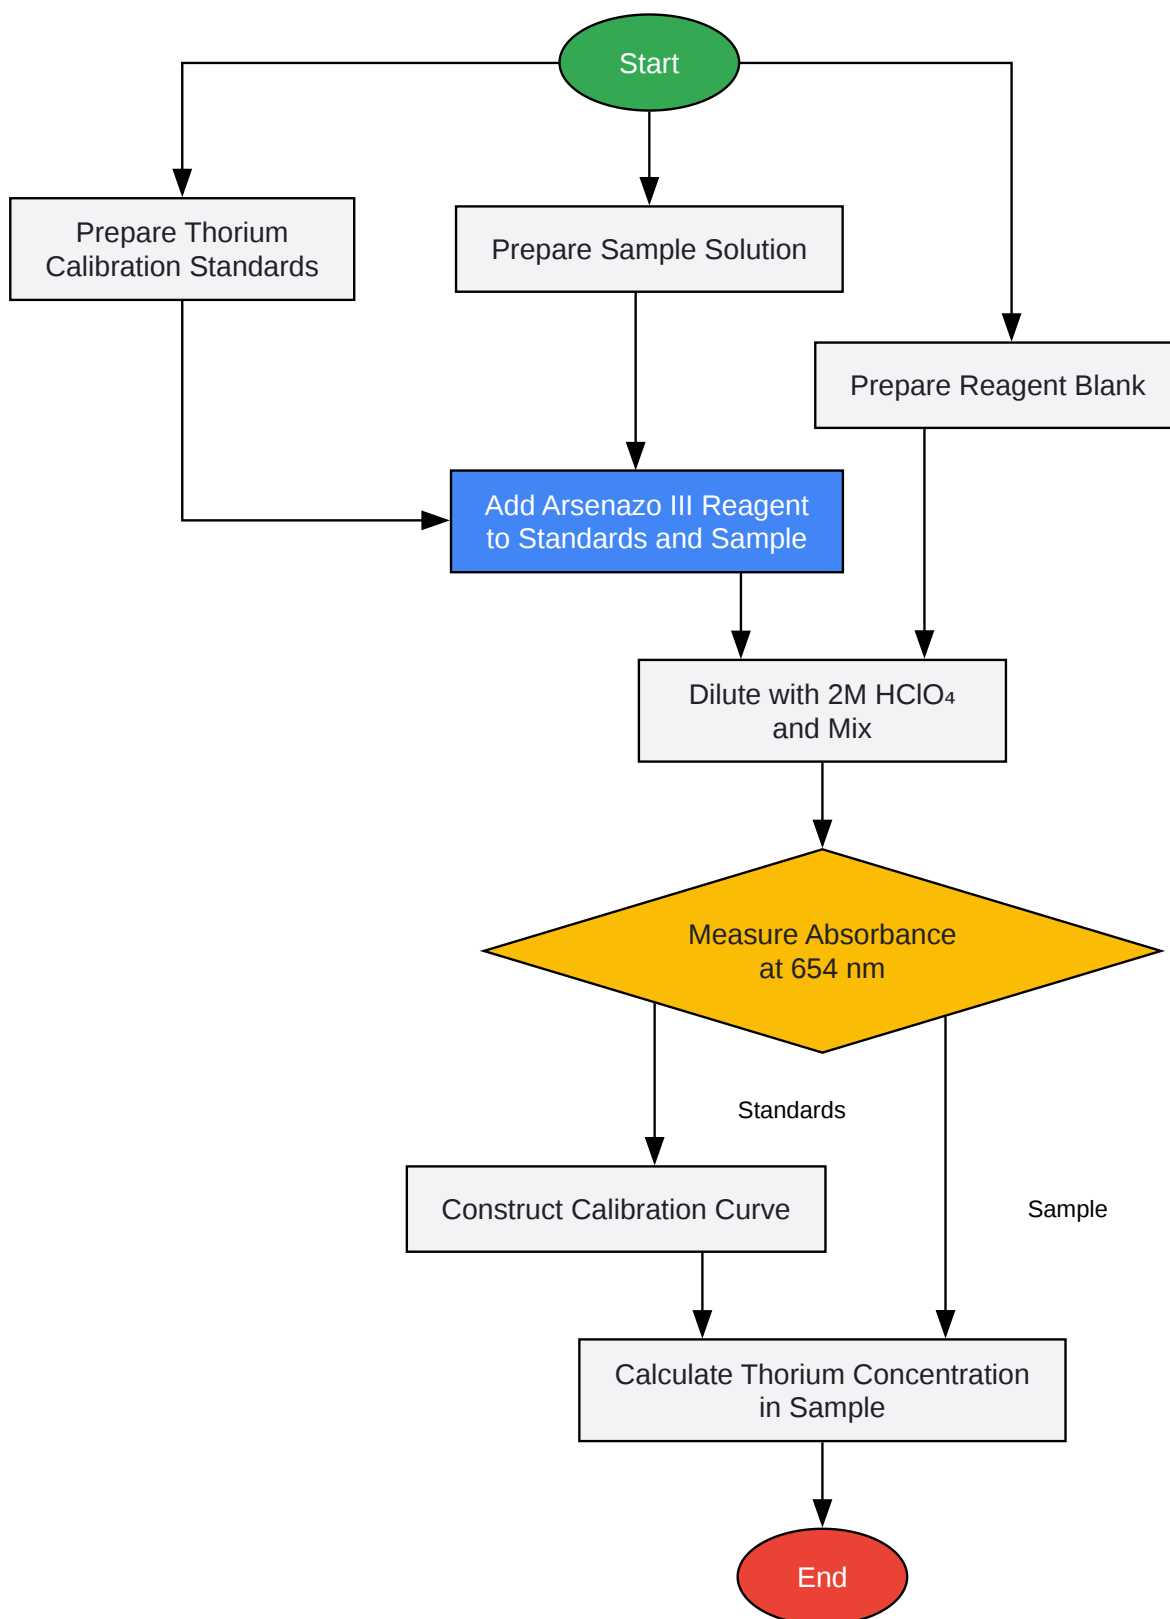 Start
Prepare Thorium
Calibration Standards
Prepare Sample Solution
Prepare Reagent Blank
Add Arsenazo III Reagent
to Standards and Sample
Dilute with 2M HClO₄
and Mix
Measure Absorbance
at 654 nm
Standards
Construct Calibration Curve
Sample
Calculate Thorium Concentration
in Sample
End